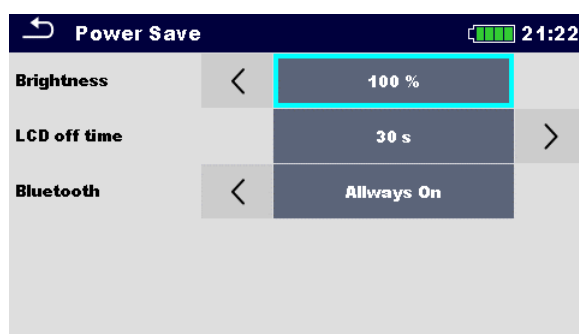 Power Save 21:22
Brightness 100 %
LCD off time 30 s
Bluetooth Allways On